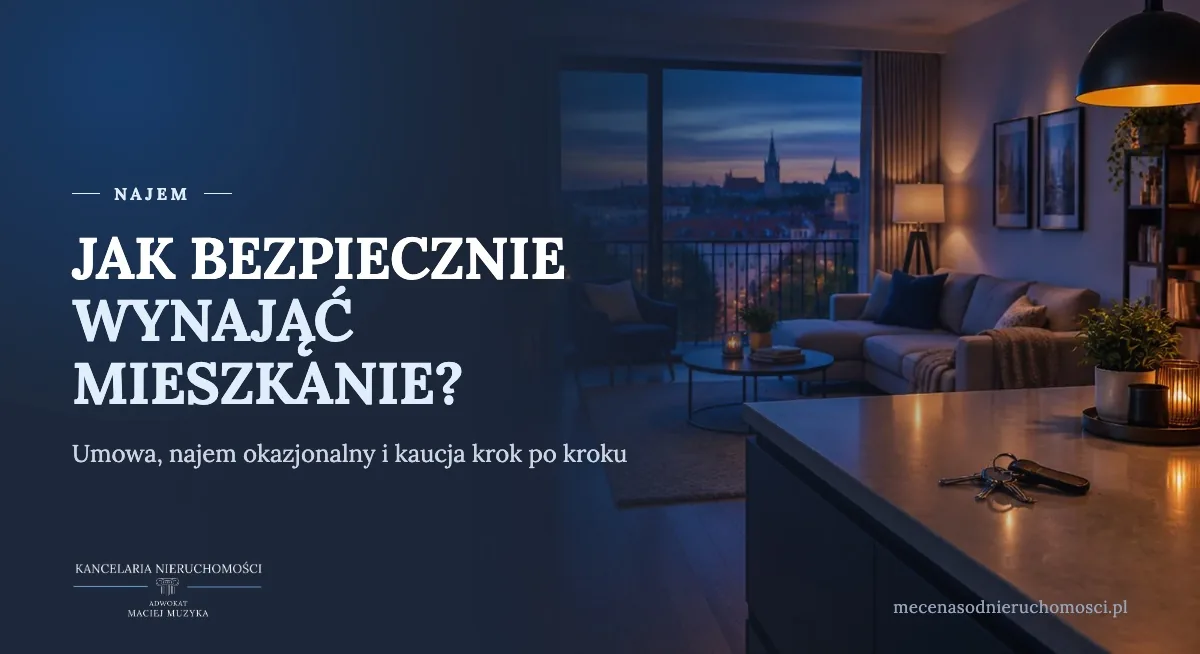 NAJEM
JAK BEZPIECZNIE
WYNAJĄĆ
MIESZKANIE?
Umowa, najem okazjonalny i kaucja krok po kroku
KANCELARIA NIERUCHOMOŚCI
ADWOKAT
MACIEJ MUZYKA
mecenasodnieruchomosci.pl